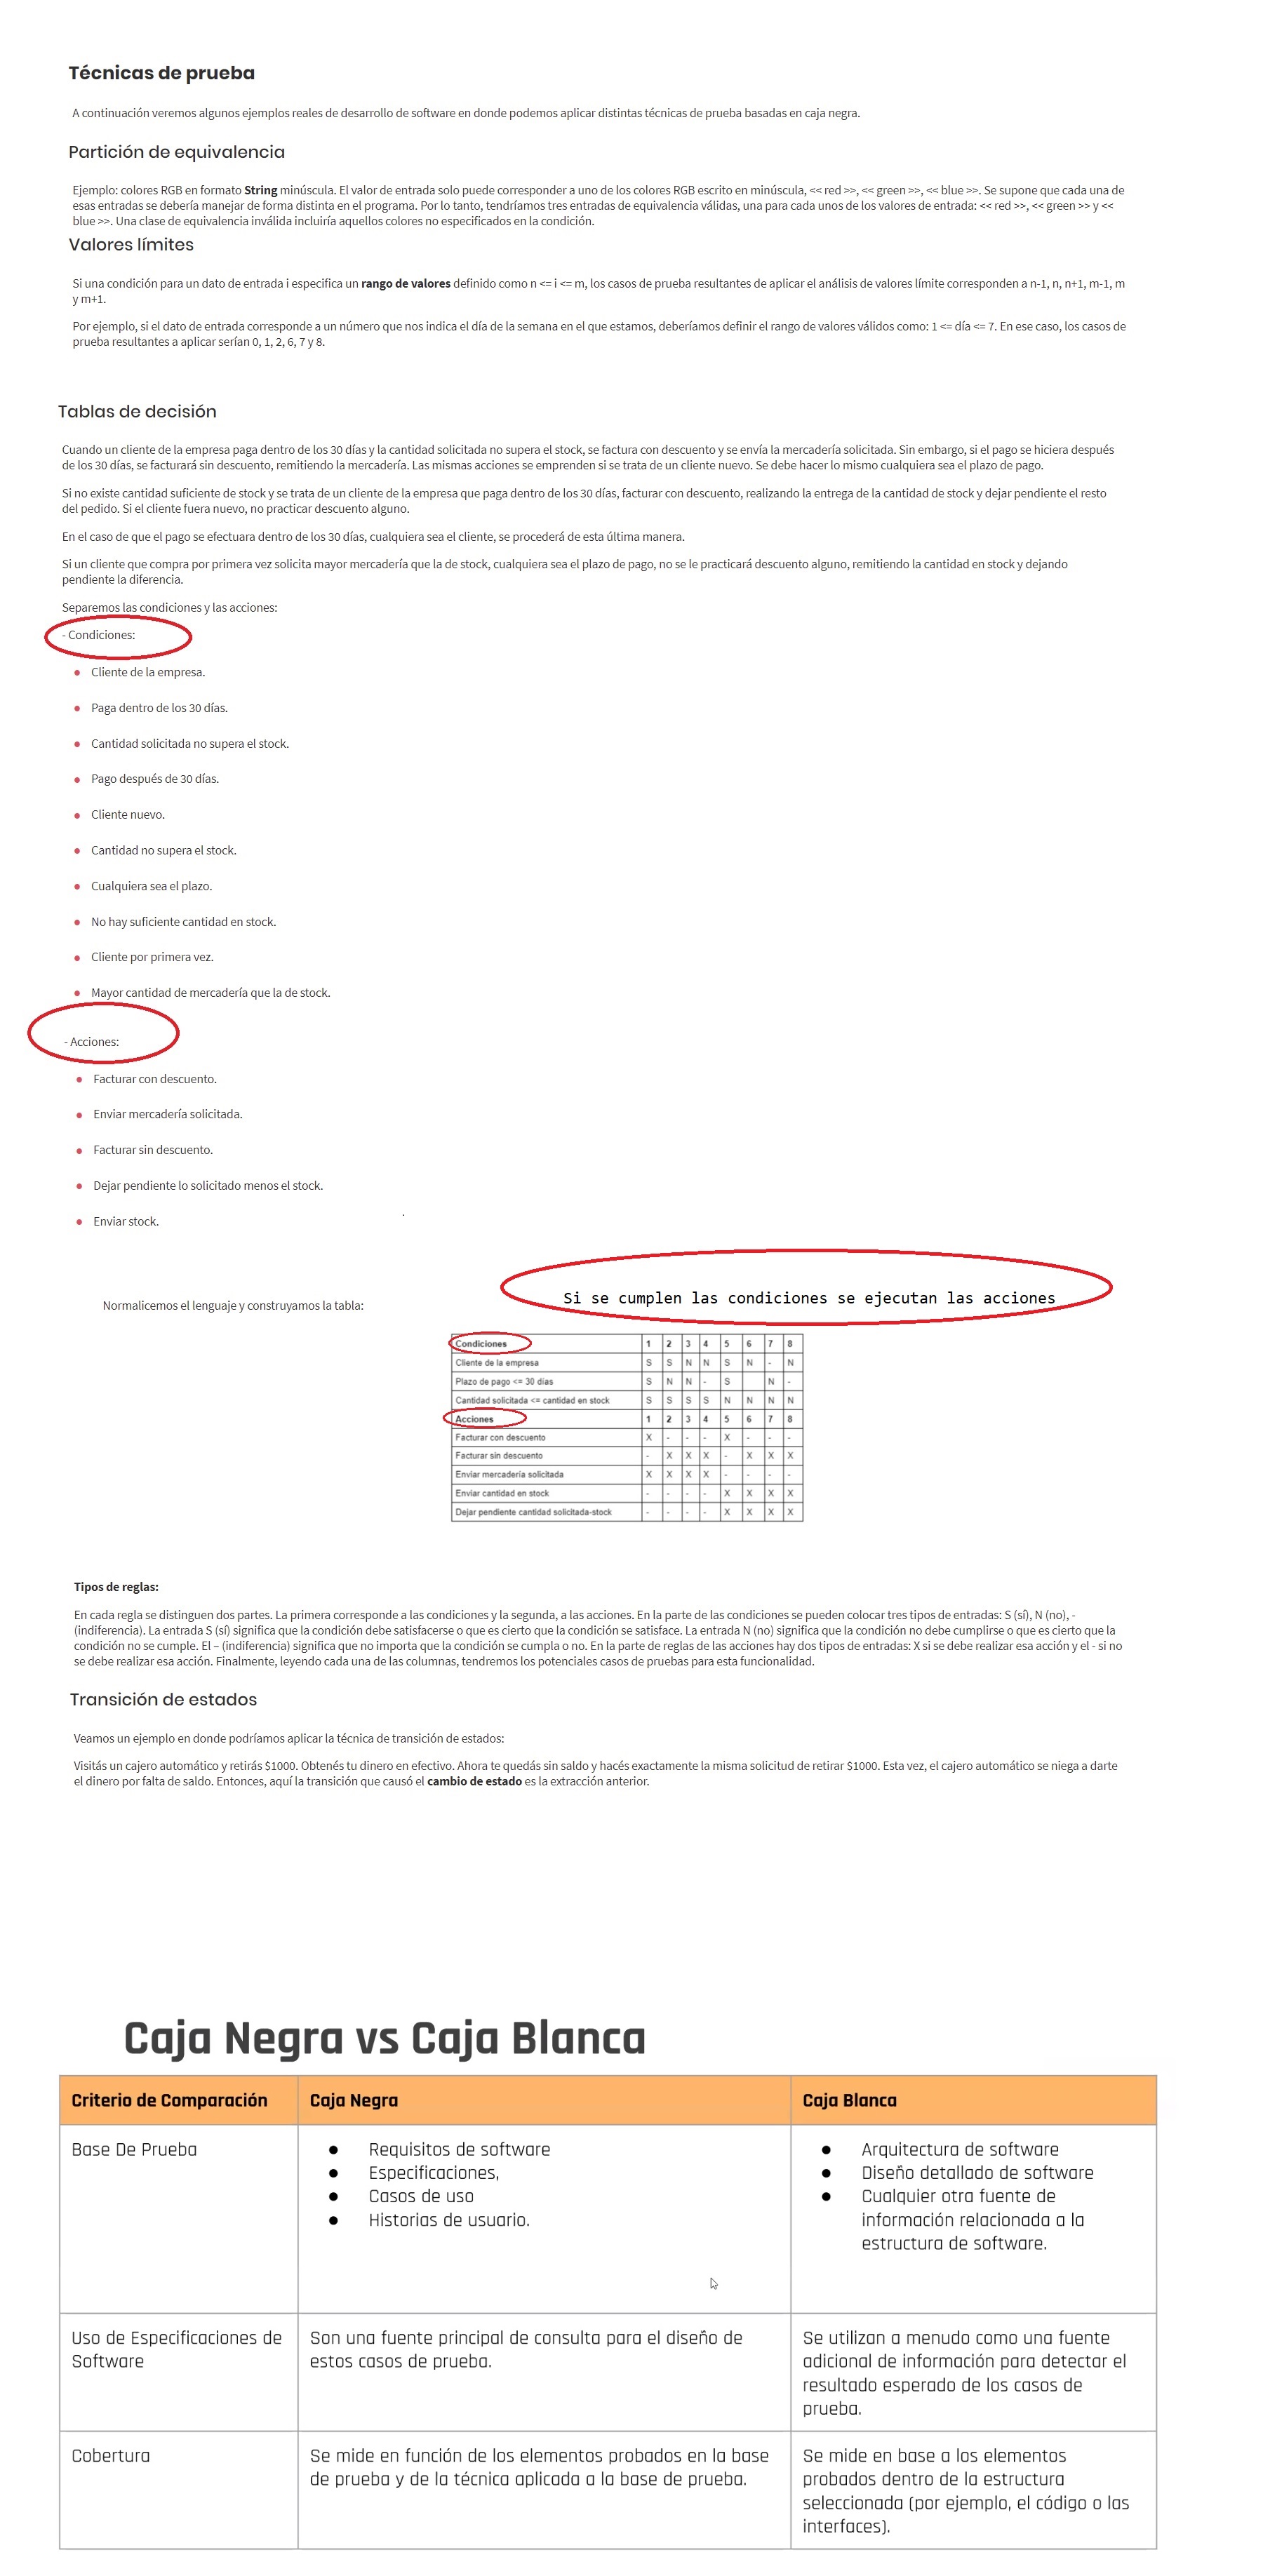 Técnicas de prueba
A continuación veremos algunos ejemplos reales de desarrollo de software en donde podemos aplicar distintas técnicas de prueba basadas en caja negra.
Partición de equivalencia
Ejemplo: colores RGB en formato String minúscula. El valor de entrada solo puede corresponder a uno de los colores RGB escrito en minúscula, << red >>, << green >>, << blue >>. Se supone que cada una de
esas entradas se debería manejar de forma distinta en el programa. Por lo tanto, tendríamos tres entradas de equivalencia válidas, una para cada unos de los valores de entrada: << red >>, << green >> y <<
blue >>. Una clase de equivalencia inválida incluiría aquellos colores no especificados en la condición.
Valores límites
Si una condición para un dato de entrada i especifica un rango de valores definido como n <= i <= m, los casos de prueba resultantes de aplicar el análisis de valores límite corresponden a n-1, n, n+1, m-1, m
y m+1.
Por ejemplo, si el dato de entrada corresponde a un número que nos indica el día de la semana en el que estamos, deberíamos definir el rango de valores válidos como: 1 <= día <= 7. En ese caso, los casos de
prueba resultantes a aplicar serían 0, 1, 2, 6, 7 y 8.
Tablas de decisión
Cuando un cliente de la empresa paga dentro de los 30 días y la cantidad solicitada no supera el stock, se factura con descuento y se envía la mercadería solicitada. Sin embargo, si el pago se hiciera después
de los 30 días, se facturará sin descuento, remitiendo la mercadería. Las mismas acciones se emprenden si se trata de un cliente nuevo. Se debe hacer lo mismo cualquiera sea el plazo de pago.
Si no existe cantidad suficiente de stock y se trata de un cliente de la empresa que paga dentro de los 30 días, facturar con descuento, realizando la entrega de la cantidad de stock y dejar pendiente el resto
del pedido. Si el cliente fuera nuevo, no practicar descuento alguno.
En el caso de que el pago se efectuara dentro de los 30 días, cualquiera sea el cliente, se procederá de esta última manera.
Si un cliente que compra por primera vez solicita mayor mercadería que la de stock, cualquiera sea el plazo de pago, no se le practicará descuento alguno, remitiendo la cantidad en stock y dejando
pendiente la diferencia.
Separemos las condiciones y las acciones:
- Condiciones:
● Cliente de la empresa.
● Paga dentro de los 30 días.
● Cantidad solicitada no supera el stock.
● Pago después de 30 días.
● Cliente nuevo.
● Cantidad no supera el stock.
● Cualquiera sea el plazo.
● No hay suficiente cantidad en stock.
● Cliente por primera vez.
● Mayor cantidad de mercadería que la de stock.
- Acciones:
● Facturar con descuento.
● Enviar mercadería solicitada.
● Facturar sin descuento.
● Dejar pendiente lo solicitado menos el stock.
● Enviar stock.
Si se cumplen las condiciones se ejecutan las acciones
Normalicemos el lenguaje y construyamos la tabla:
Condiciones 1 2 3 4 5 6 7 8
Cliente de la empresa S S N N S N - N
Plazo de pago <= 30 días S N N - S N -
Cantidad solicitada <= cantidad en stock S S S S N N N N
Acciones 1 2 3 4 5 6 7 8
Facturar con descuento X - - - X - - -
Facturar sin descuento - X X X - X X X
Enviar mercadería solicitada X X X X - - - -
Enviar cantidad en stock - - - - X X X X
Dejar pendiente cantidad solicitada-stock - - - - X X X X
Tipos de reglas:
En cada regla se distinguen dos partes. La primera corresponde a las condiciones y la segunda, a las acciones. En la parte de las condiciones se pueden colocar tres tipos de entradas: S (sí), N (no), -
(indiferencia). La entrada S (sí) significa que la condición debe satisfacerse o que es cierto que la condición se satisface. La entrada N (no) significa que la condición no debe cumplirse o que es cierto que la
condición no se cumple. El – (indiferencia) significa que no importa que la condición se cumpla o no. En la parte de reglas de las acciones hay dos tipos de entradas: X si se debe realizar esa acción y el - si no
se debe realizar esa acción. Finalmente, leyendo cada una de las columnas, tendremos los potenciales casos de pruebas para esta funcionalidad.
Transición de estados
Veamos un ejemplo en donde podríamos aplicar la técnica de transición de estados:
Visitás un cajero automático y retirás $1000. Obtenés tu dinero en efectivo. Ahora te quedás sin saldo y hacés exactamente la misma solicitud de retirar $1000. Esta vez, el cajero automático se niega a darte
el dinero por falta de saldo. Entonces, aquí la transición que causó el cambio de estado es la extracción anterior.
Caja Negra vs Caja Blanca
Criterio de Comparación Caja Negra Caja Blanca
Base De Prueba
● Requisitos de software
● Especificaciones,
● Casos de uso
● Historias de usuario.
● Arquitectura de software
● Diseño detallado de software
● Cualquier otra fuente de
información relacionada a la
estructura de software.
Uso de Especificaciones de
Software
Son una fuente principal de consulta para el diseño de
estos casos de prueba.
Se utilizan a menudo como una fuente
adicional de información para detectar el
resultado esperado de los casos de
prueba.
Cobertura
Se mide en función de los elementos probados en la base
de prueba y de la técnica aplicada a la base de prueba.
Se mide en base a los elementos
probados dentro de la estructura
seleccionada (por ejemplo, el código o las
interfaces).